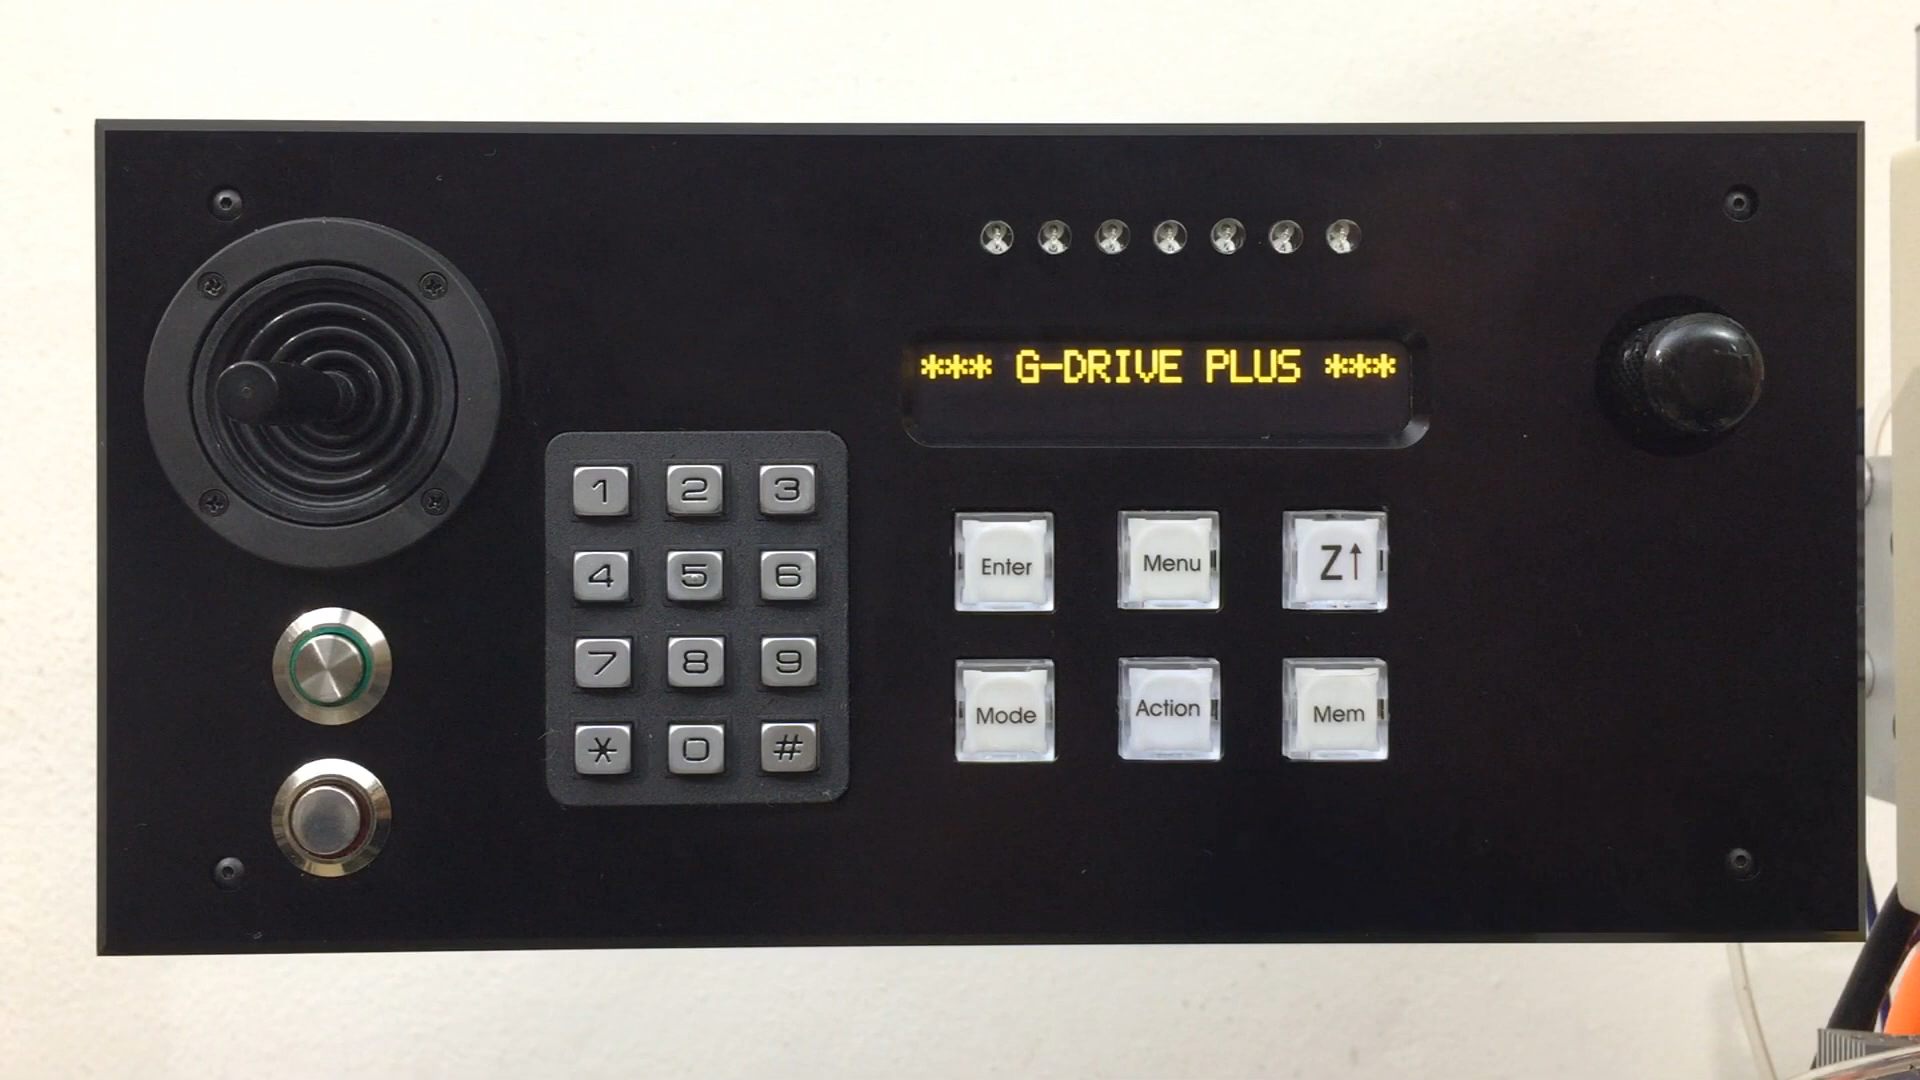 *** G-DRIVE PLUS ***
1 2 3
4 5 6
7 8 9
* 0 #
Enter Menu Z↑
Mode Action Mem